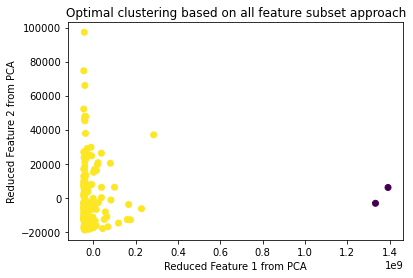 Optimal clustering based on all feature subset approach
100000
80000
60000
40000
20000
0
−20000
Reduced Feature 2 from PCA
0.0 0.2 0.4 0.6 0.8 1.0 1.2 1.4
1e9
Reduced Feature 1 from PCA